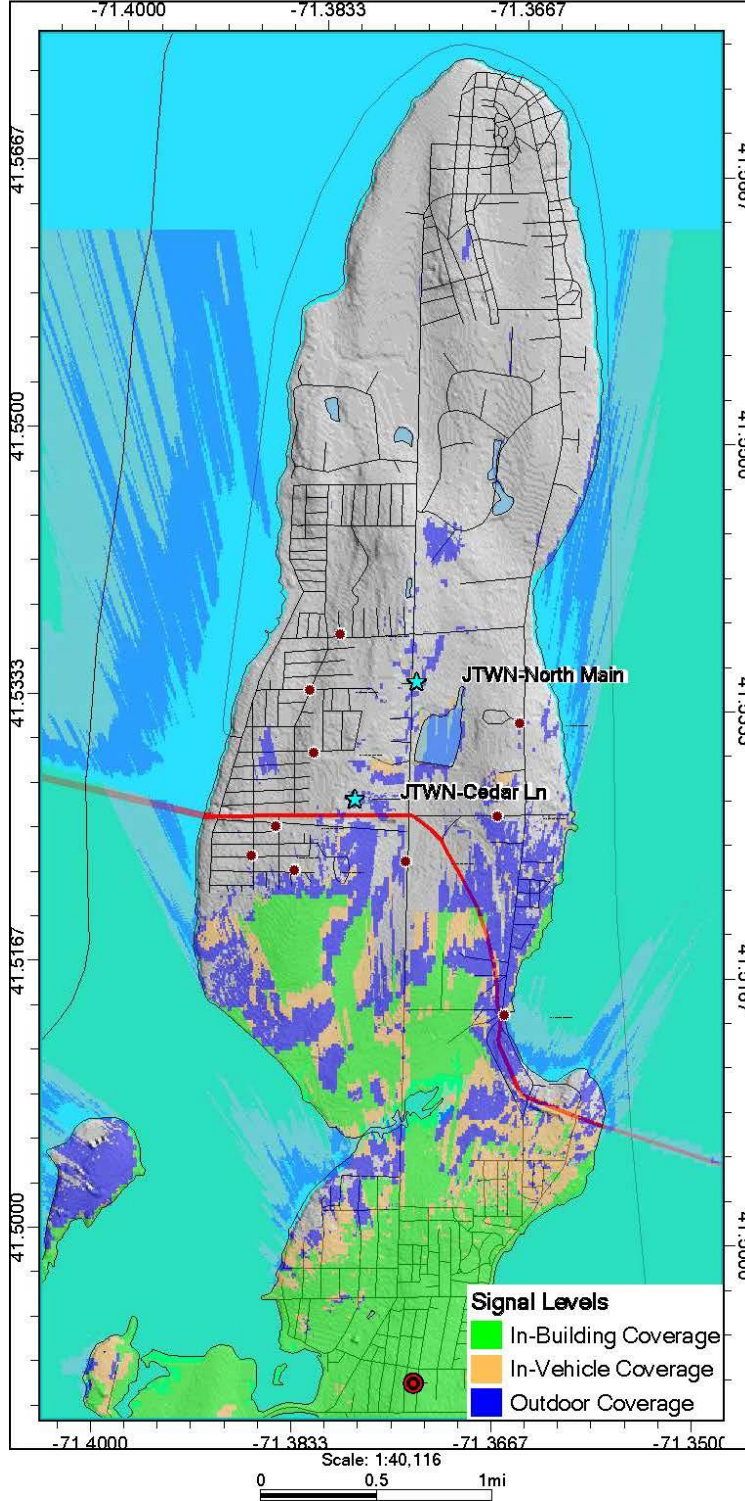 -71.4000 -71.3833 -71.3667
41.5667
41.5500
JTWN-North Main
41.5333
JTWN-Cedar Ln
41.5167
41.5000
Signal Levels
In-Building Coverage
In-Vehicle Coverage
Outdoor Coverage
-71.4000 -71.3833 -71.3667 -71.3500
Scale: 1:40,116
0 0.5 1mi